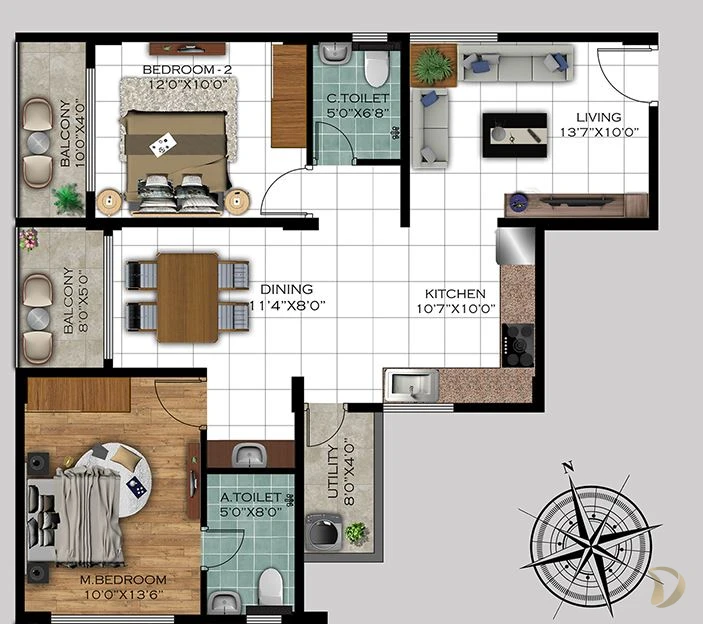 BEDROOM - 2
12'0"X10'0"
C.TOILET
5'0"X6'8"
LIVING
13'7"X10'0"
BALCONY
10'0"X4'0"
BALCONY
8'0"X5'0"
DINING
11'4"X8'0"
KITCHEN
10'7"X10'0"
UTILITY
8'0"X4'0"
A.TOILET
5'0"X8'0"
M.BEDROOM
10'0"X13'6"
N